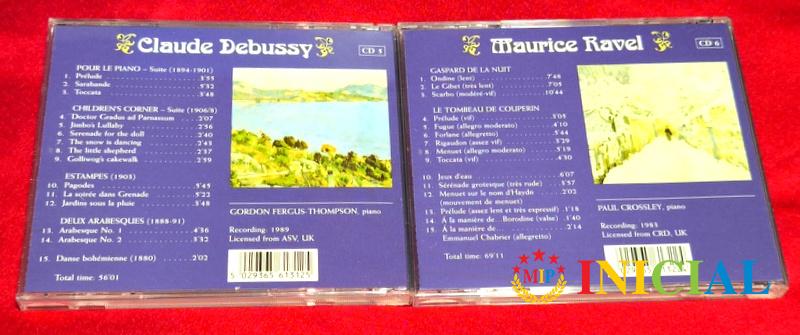 Claude Debussy
CD 5
POUR LE PIANO – Suite (1894-1901)
1. Prélude 3'55
2. Sarabande 5'32
3. Toccata 3'48
CHILDREN'S CORNER – Suite (1906/8)
4. Doctor Gradus ad Parnassum 2'07
5. Jimbo's Lullaby 2'56
6. Serenade for the doll 2'40
7. The snow is dancing 2'43
8. The little shepherd 2'37
9. Golliwog's cakewalk 2'59
ESTAMPES (1903)
10. Pagodes 5'45
11. La soirée dans Grenade 5'22
12. Jardins sous la pluie 3'48
DEUX ARABESQUES (1888-91)
13. Arabesque No. 1 4'36
14. Arabesque No. 2 3'32
15. Danse bohémienne (1880) 2'02
Total time: 56'01
GORDON FERGUS-THOMPSON, piano
Recording: 1989
Licensed from ASV, UK
5 029365 613125
Maurice Ravel
CD 6
GASPARD DE LA NUIT
1. Ondine (lent) 7'48
2. Le Gibet (très lent) 7'05
3. Scarbo (modéré-vif) 10'44
LE TOMBEAU DE COUPERIN
4. Prélude (vif) 3'05
5. Fugue (allegro moderato) 4'10
6. Forlane (allegretto) 5'44
7. Rigaudon (assez vif) 3'29
8. Menuet (allegro moderato) 5'19
9. Toccata (vif) 4'30
10. Jeux d'eau 6'07
11. Sérénade grotesque (très rude) 3'57
12. Menuet sur le nom d'Haydn 2'02
(mouvement de menuet)
13. Prélude (assez lent et très expressif) 1'18
14. À la manière de... Borodine (valse) 1'40
15. À la manière de... 2'14
Emmanuel Chabrier (allegretto)
Total time: 69'11
PAUL CROSSLEY, piano
Recording: 1983
Licensed from CRD, UK
MIP
INICIAL